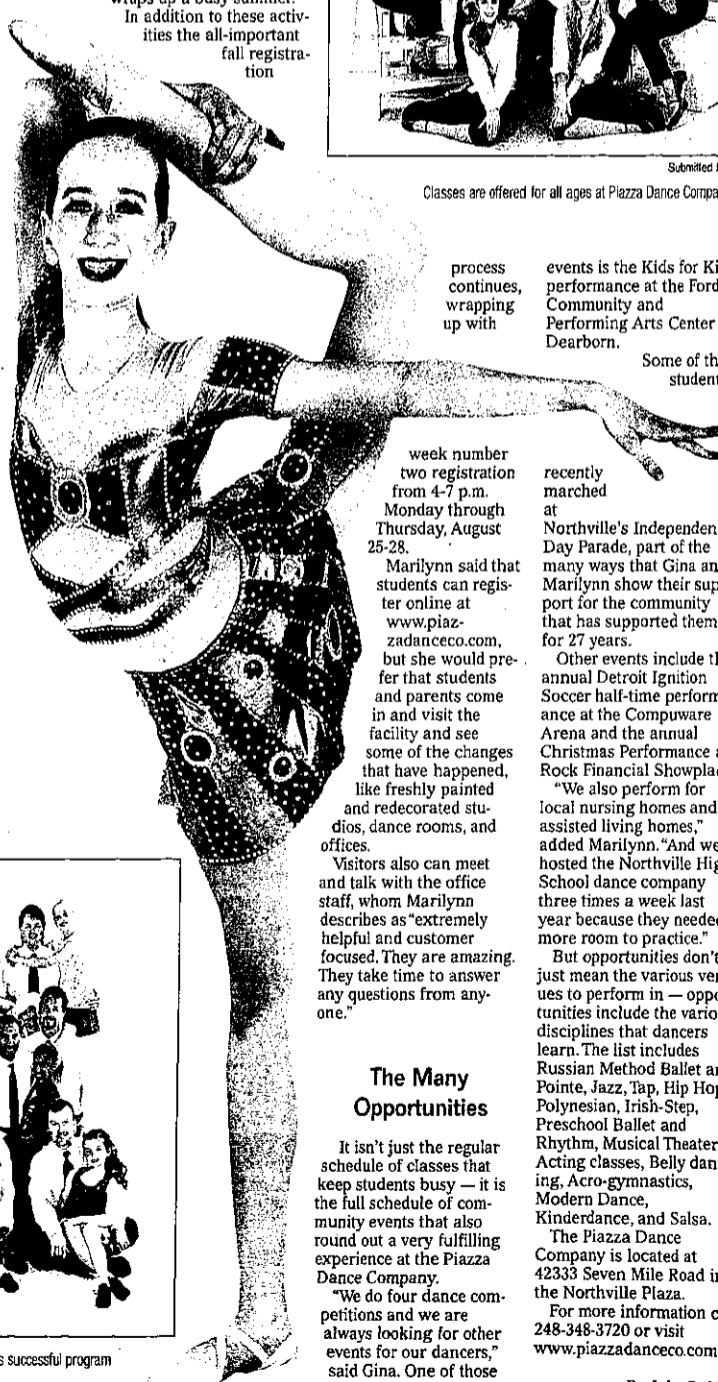 wraps up a busy summer.
In addition to these activ-
ities the all-important
fall registra-
tion
process
continues,
wrapping
up with
week number
two registration
from 4-7 p.m.
Monday through
Thursday, August
25-28.
Marilynn said that
students can regis-
ter online at
www.piaz-
zadanceco.com,
but she would pre-
fer that students
and parents come
in and visit the
facility and see
some of the changes
that have happened,
like freshly painted
and redecorated stu-
dios, dance rooms, and
offices.
Visitors also can meet
and talk with the office
staff, whom Marilynn
describes as "extremely
helpful and customer
focused. They are amazing.
They take time to answer
any questions from any-
one."
The Many
Opportunities
It isn't just the regular
schedule of classes that
keep students busy — it is
the full schedule of com-
munity events that also
round out a very fulfilling
experience at the Piazza
Dance Company.
"We do four dance com-
petitions and we are
always looking for other
events for our dancers,"
said Gina. One of those
Submitted
Classes are offered for all ages at Piazza Dance Compa
events is the Kids for Ki
performance at the Ford
Community and
Performing Arts Center
Dearborn.
Some of th
student
recently
marched
at
Northville's Independen
Day Parade, part of the
many ways that Gina an
Marilynn show their sup
port for the community
that has supported them
for 27 years.
Other events include th
annual Detroit Ignition
Soccer half-time perform
ance at the Compuware
Arena and the annual
Christmas Performance a
Rock Financial Showplac
"We also perform for
local nursing homes and
assisted living homes,"
added Marilynn. "And we
hosted the Northville Hig
School dance company
three times a week last
year because they neede
more room to practice."
But opportunities don't
just mean the various ven
ues to perform in — oppo
tunities include the vario
disciplines that dancers
learn. The list includes
Russian Method Ballet an
Pointe, Jazz, Tap, Hip Hop
Polynesian, Irish-Step,
Preschool Ballet and
Rhythm, Musical Theater
Acting classes, Belly dan
ing, Acro-gymnastics,
Modern Dance,
Kinderdance, and Salsa.
The Piazza Dance
Company is located at
42333 Seven Mile Road in
the Northville Plaza.
For more information c
248-348-3720 or visit
www.piazzadanceco.com
s successful program